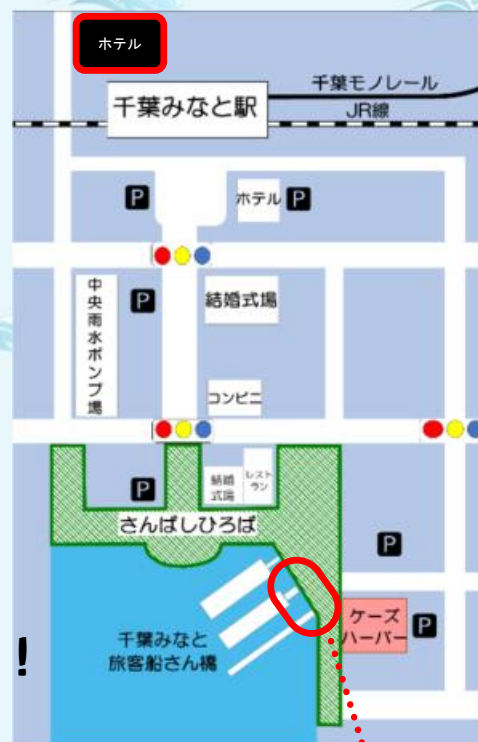 ホテル
千葉モノレール
千葉みなと駅
JR線
P
ホテル
P
中央雨水ポンプ場
P
結婚式場
コンビニ
P
結婚
式場
レスト
ラン
さんばしひろば
P
ケーズ
ハーバー
P
千葉みなと
旅客船さん橋
!